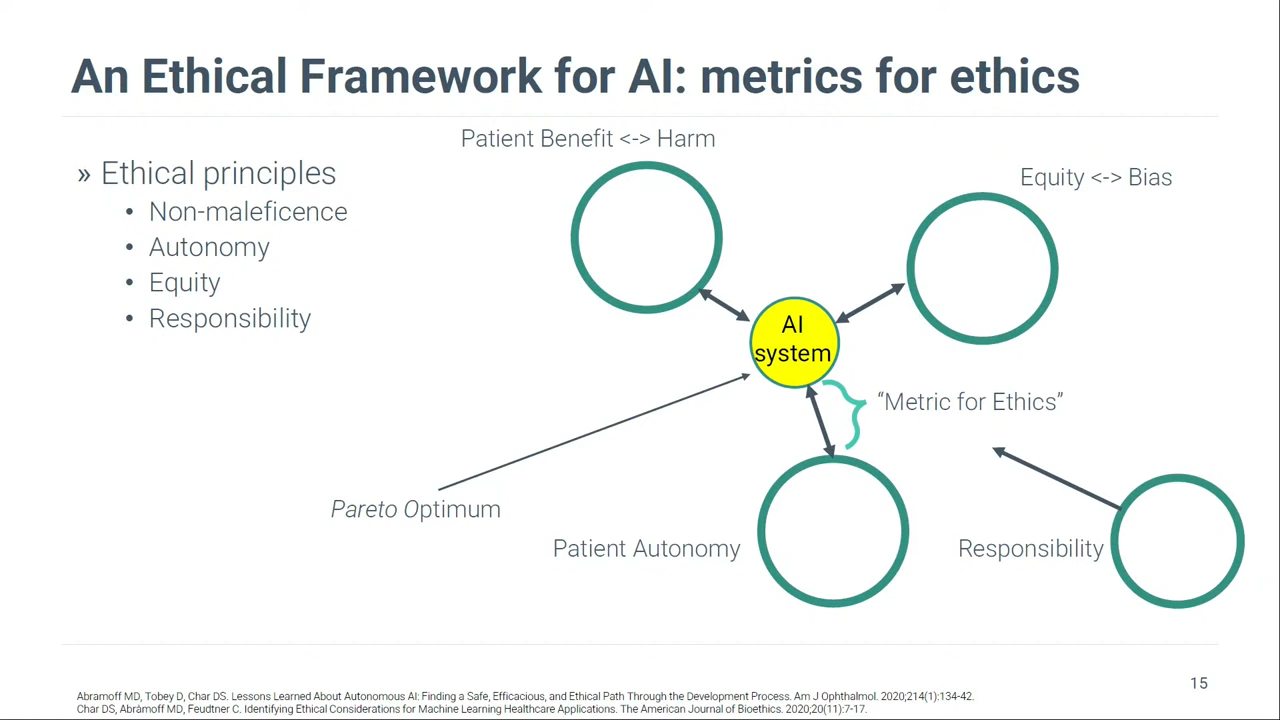 An Ethical Framework for AI: metrics for ethics
Patient Benefit <-> Harm
» Ethical principles
• Non-maleficence
• Autonomy
• Equity
• Responsibility
Equity <-> Bias
AI
system
“Metric for Ethics”
Pareto Optimum
Patient Autonomy
Responsibility
15
Abramoff MD, Tobey D, Char DS. Lessons Learned About Autonomous AI: Finding a Safe, Efficacious, and Ethical Path Through the Development Process. Am J Ophthalmol. 2020;214(1):134-42.
Char DS, Abràmoff MD, Feudtner C. Identifying Ethical Considerations for Machine Learning Healthcare Applications. The American Journal of Bioethics. 2020;20(11):7-17.